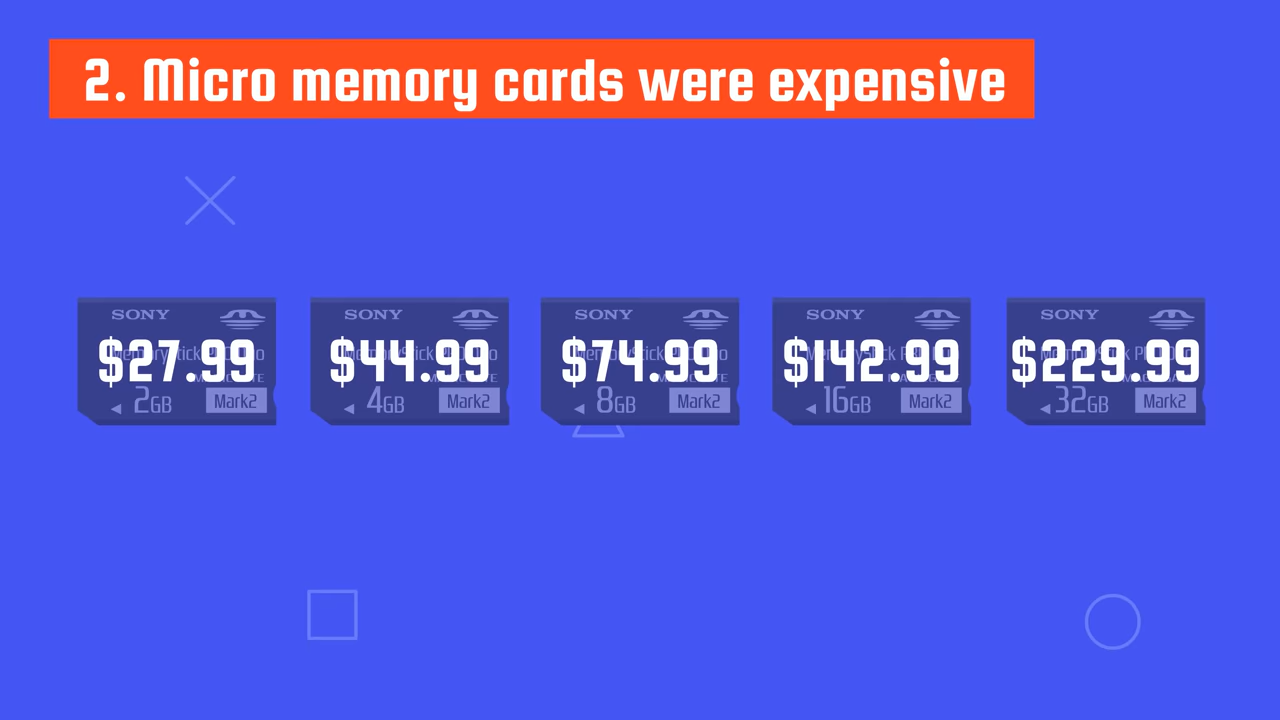 2. Micro memory cards were expensive
SONY SONY SONY SONY SONY
$27.99 $44.99 $74.99 $142.99 $229.99
2GB Mark2 4GB Mark2 8GB Mark2 16GB Mark2 32GB Mark2